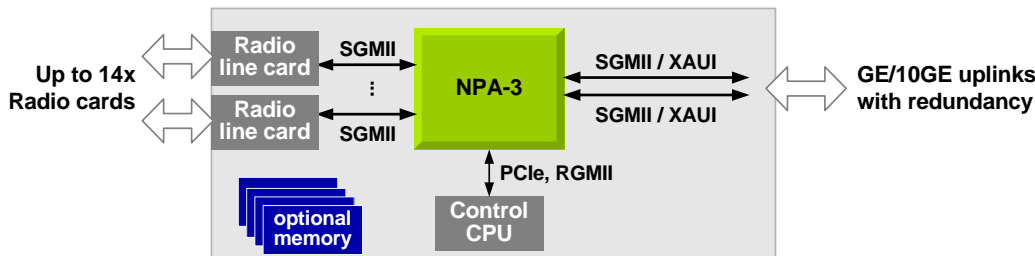 Up to 14x
Radio cards
Radio
line card
Radio
line card
SGMII
...
SGMII
NPA-3
SGMII / XAUI
SGMII / XAUI
GE/10GE uplinks
with redundancy
PCIe, RGMII
Control
CPU
optional
memory